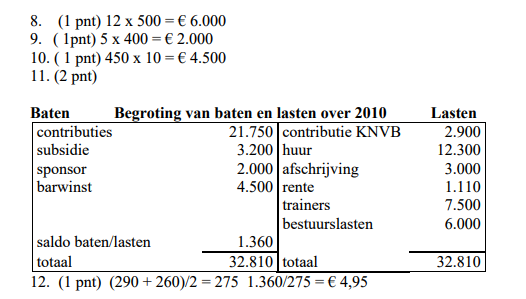 8. (1 pnt) 12 x 500 = € 6.000
9. ( 1pnt) 5 x 400 = € 2.000
10. ( 1 pnt) 450 x 10 = € 4.500
11. (2 pnt)
Baten Begroting van baten en lasten over 2010 Lasten
contributies 21.750 contributie KNVB 2.900
subsidie 3.200 huur 12.300
sponsor 2.000 afschrijving 3.000
barwinst 4.500 rente 1.110
trainers 7.500
bestuurslasten 6.000
saldo baten/lasten 1.360
totaal 32.810 totaal 32.810
12. (1 pnt) (290 + 260)/2 = 275 1.360/275 = € 4,95